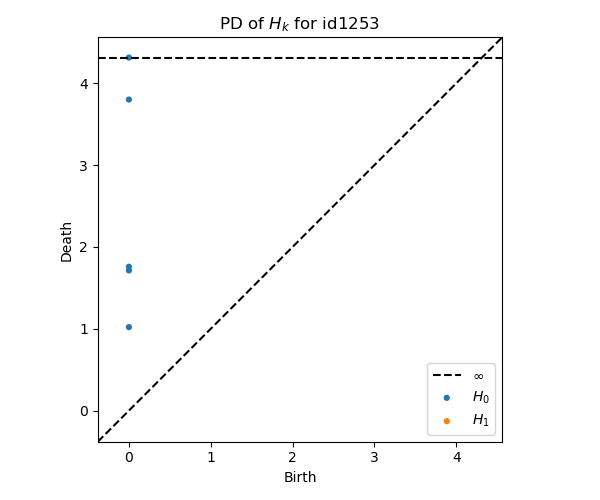 PD of $H_k$ for id1253
Death
4
3
2
1
0
0 1 2 3 4
Birth
∞
$H_0$
$H_1$